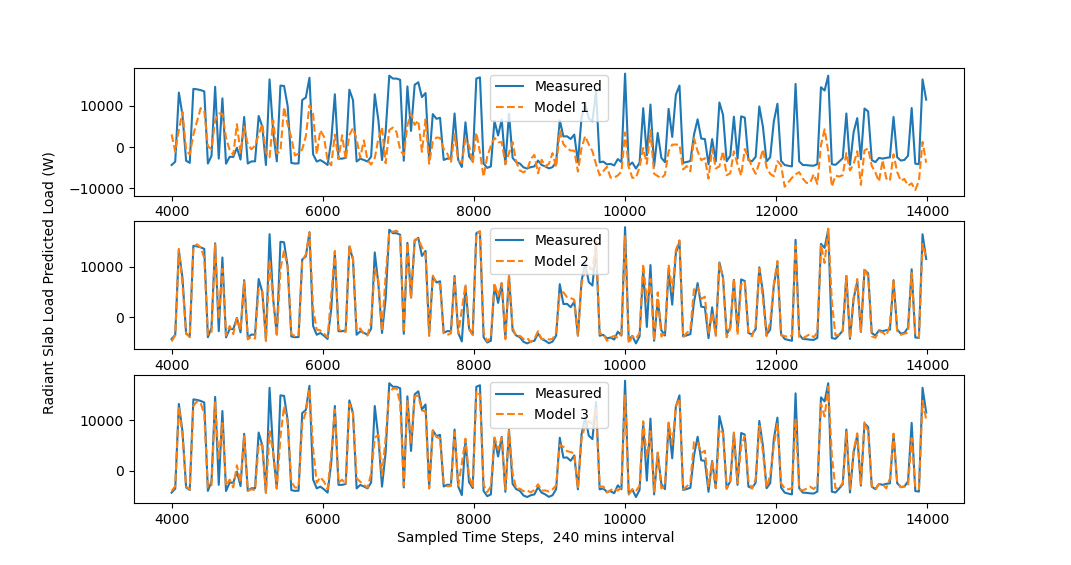 Radiant Slab Load Predicted Load (W)
10000
0
−10000
Measured
Model 1
4000 6000 8000 10000 12000 14000
10000
0
Measured
Model 2
4000 6000 8000 10000 12000 14000
10000
0
Measured
Model 3
4000 6000 8000 10000 12000 14000
Sampled Time Steps,  240 mins interval